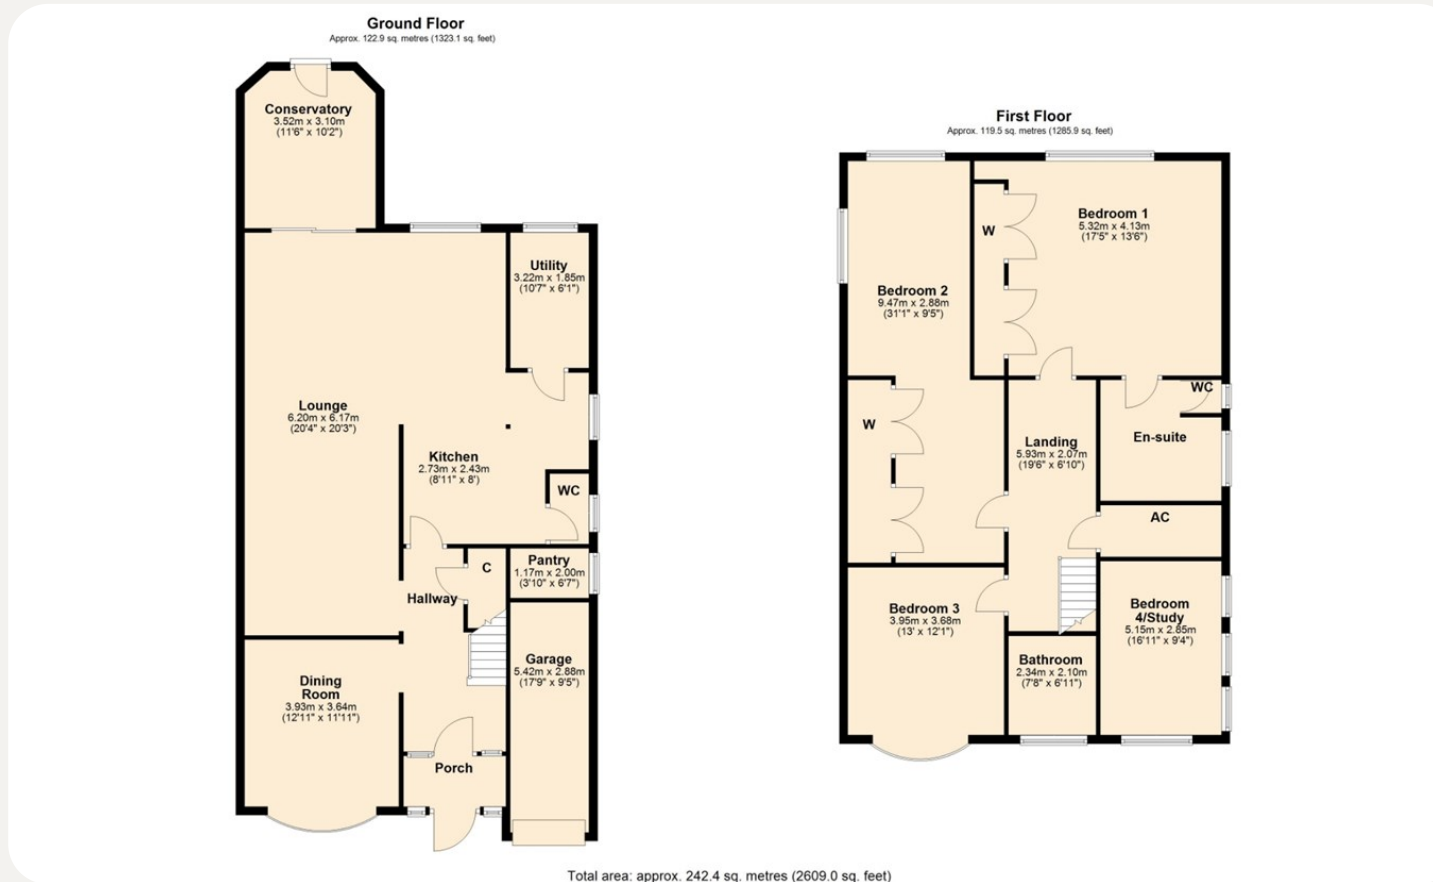 Ground Floor
Approx. 122.9 sq. metres (1323.1 sq. feet)
Conservatory
3.52m x 3.10m
(11'6" x 10'2")
Utility
3.22m x 1.85m
(10'7" x 6'1")
Lounge
6.20m x 6.17m
(20'4" x 20'3")
Kitchen
2.73m x 2.43m
(8'11" x 8')
WC
Pantry
1.17m x 2.00m
(3'10" x 6'7")
C
Hallway
Garage
5.42m x 2.88m
(17'9" x 9'5")
Dining
Room
3.93m x 3.64m
(12'11" x 11'11")
Porch
First Floor
Approx. 119.5 sq. metres (1285.9 sq. feet)
Bedroom 1
5.32m x 4.13m
(17'5" x 13'6")
W
Bedroom 2
9.47m x 2.88m
(31'1" x 9'5")
WC
W
En-suite
Landing
5.93m x 2.07m
(19'6" x 6'10")
AC
Bedroom 3
3.95m x 3.68m
(13' x 12'1")
Bedroom
4/Study
5.15m x 2.85m
(16'11" x 9'4")
Bathroom
2.34m x 2.10m
(7'8" x 6'11")
Total area: approx. 242.4 sq. metres (2609.0 sq. feet)